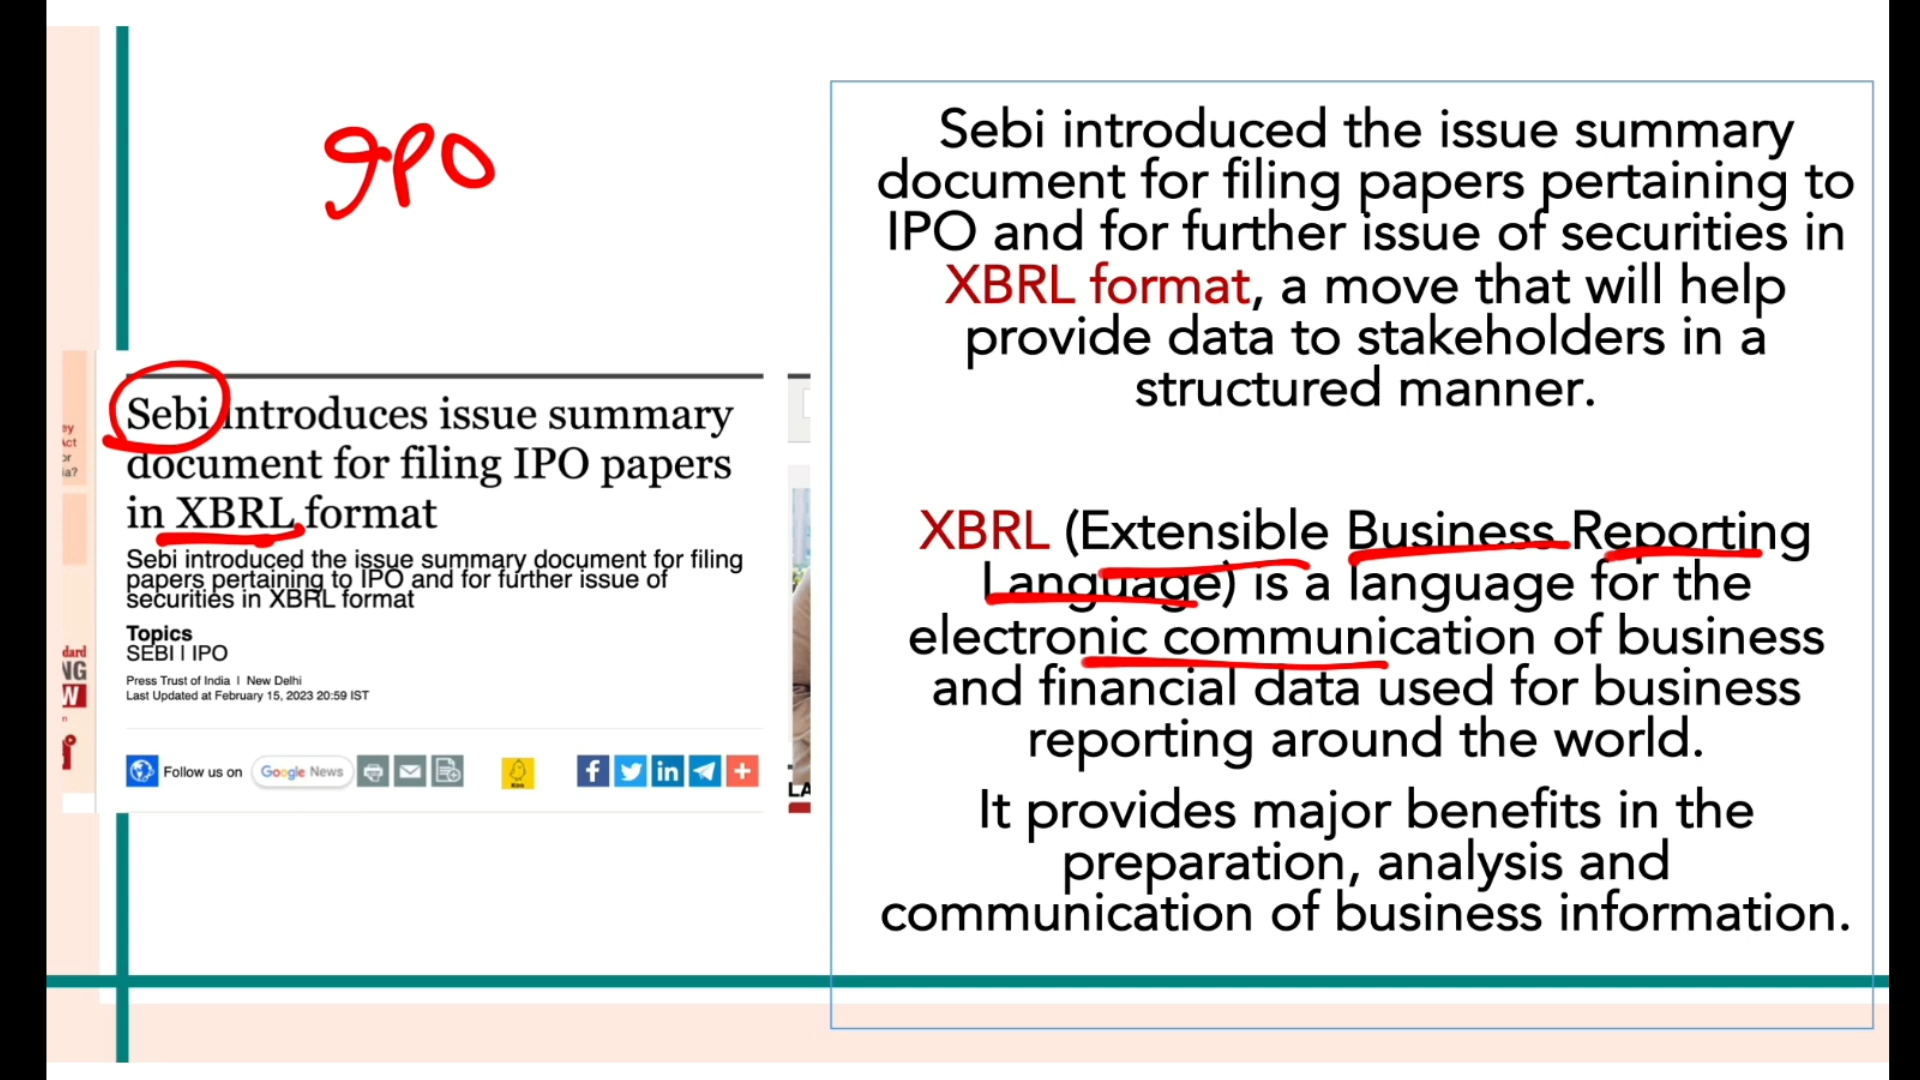 IPO
Sebi introduces issue summary
document for filing IPO papers
in XBRL format
Sebi introduced the issue summary document for filing
papers pertaining to IPO and for further issue of
securities in XBRL format
Topics
SEBI | IPO
Press Trust of India | New Delhi
Last Updated at February 15, 2023 20:59 IST
Follow us on
Google News
Sebi introduced the issue summary
document for filing papers pertaining to
IPO and for further issue of securities in
XBRL format, a move that will help
provide data to stakeholders in a
structured manner.
XBRL (Extensible Business Reporting
Language) is a language for the
electronic communication of business
and financial data used for business
reporting around the world.
It provides major benefits in the
preparation, analysis and
communication of business information.